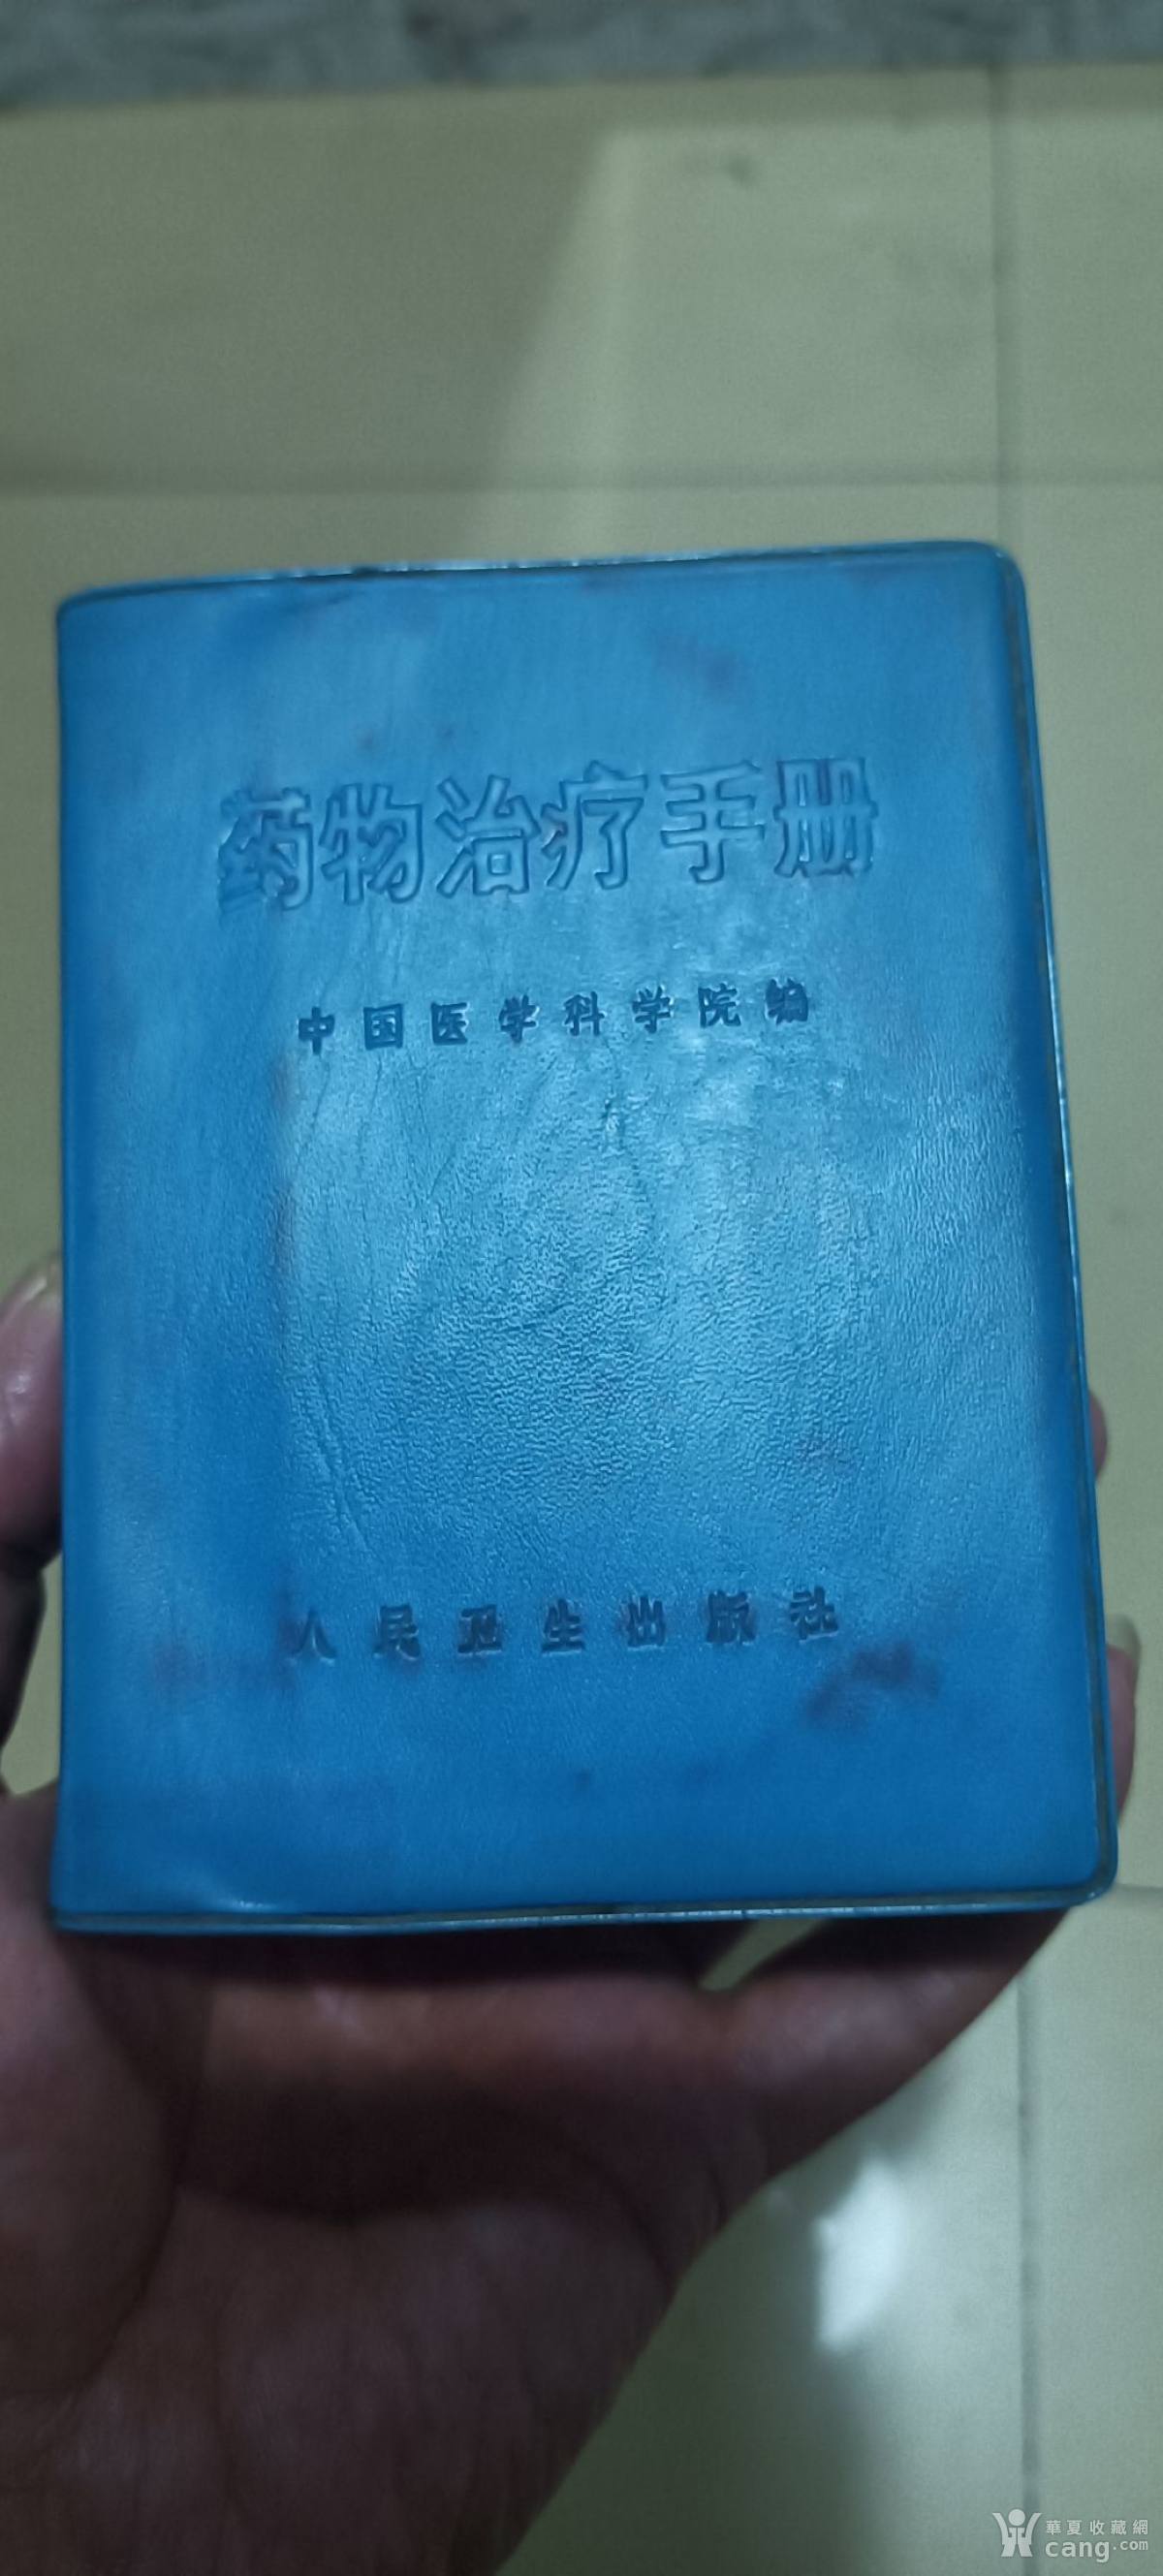 药物治疗手册
中国医学科学院编
人民卫生出版社
華夏收藏網
cang.com